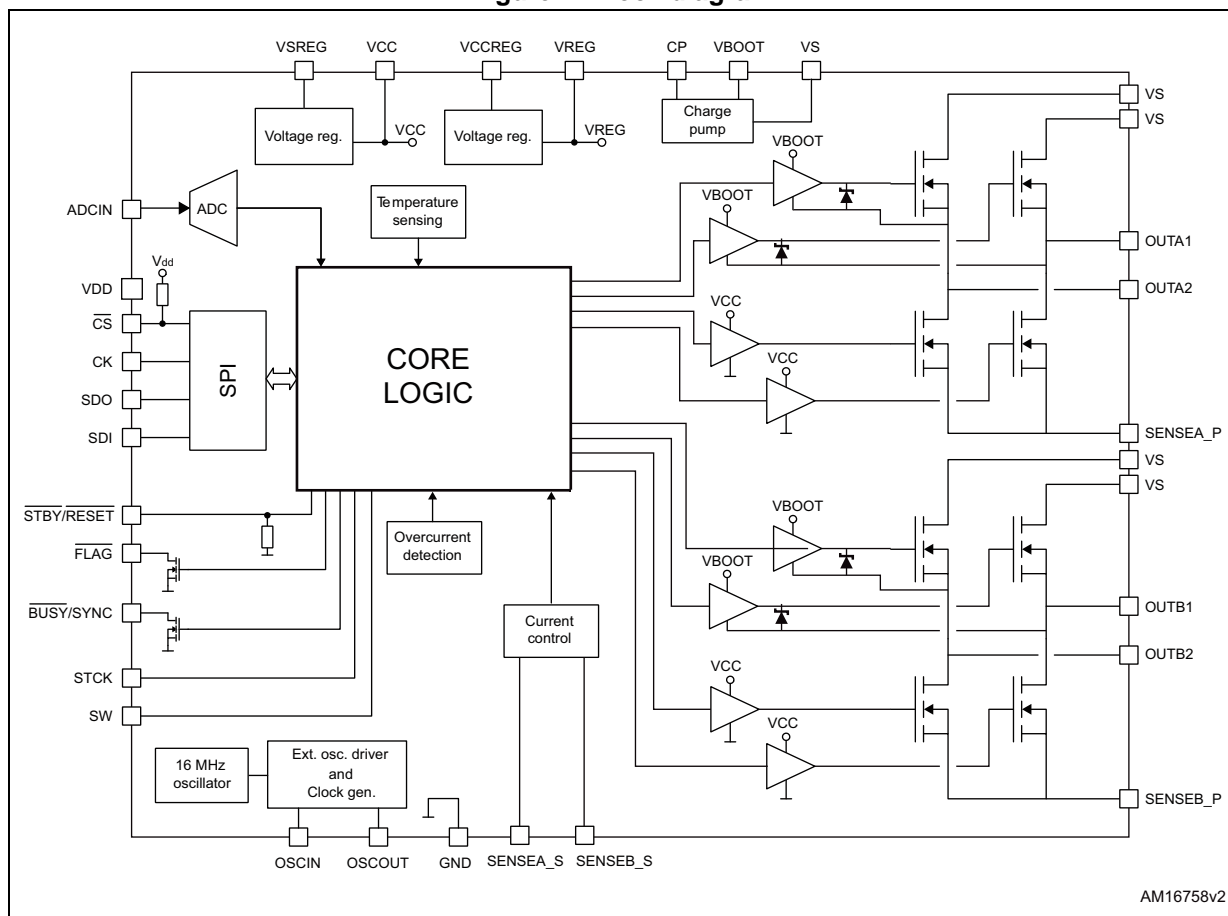 VSREG VCC VCCREG VREG CP VBOOT VS
VS
VS
Voltage reg.
VCC
Voltage reg.
VREG
Charge
pump
VBOOT
VBOOT
ADCIN
ADC
Temperature
sensing
OUTA1
OUTA2
Vdd
VDD
CS
CK
SDO
SDI
SPI
CORE
LOGIC
VCC
VCC
SENSEA_P
VS
VS
STBY/RESET
FLAG
BUSY/SYNC
STCK
SW
Overcurrent
detection
Current
control
VBOOT
VBOOT
OUTB1
OUTB2
VCC
VCC
SENSEB_P
16 MHz
oscillator
Ext. osc. driver
and
Clock gen.
OSCIN OSCOUT GND SENSEA_S SENSEB_S
AM16758v2